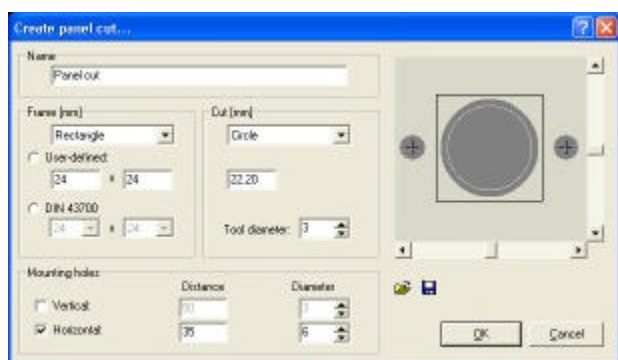 Create panel cut...
Name
Panel cut
Frame [mm]
Rectangle
User-defined:
24 * 24
DIN 43700
24 * 24
Cut [mm]
Circle
22.20
Tool diameter: 3
Mounting holes
Distance Diameter
Vertical:
Horizontal: 35 6
OK Cancel